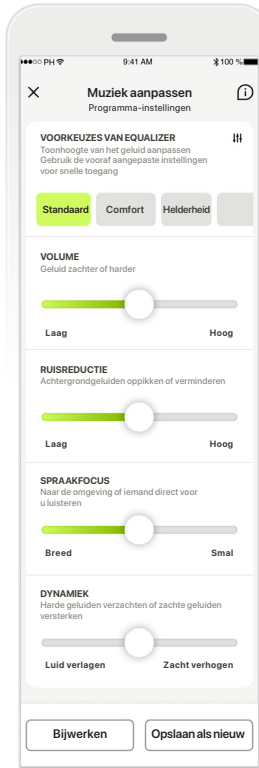 PH 9:41 AM 100 %
Muziek aanpassen
Programma-instellingen
VOORKEUZES VAN EQUALIZER
Toonhoogte van het geluid aanpassen
Gebruik de vooraf aangepaste instellingen
voor snelle toegang
Standaard Comfort Helderheid
VOLUME
Geluid zachter of harder
Laag Hoog
RUISREDUCTIE
Achtergrondgeluiden oppikken of verminderen
Laag Hoog
SPRAAKFOCUS
Naar de omgeving of iemand direct voor
u luisteren
Breed Smal
DYNAMIEK
Harde geluiden verzachten of zachte geluiden
versterken
Luid verlagen Zacht verhogen
Bijwerken Opslaan als nieuw